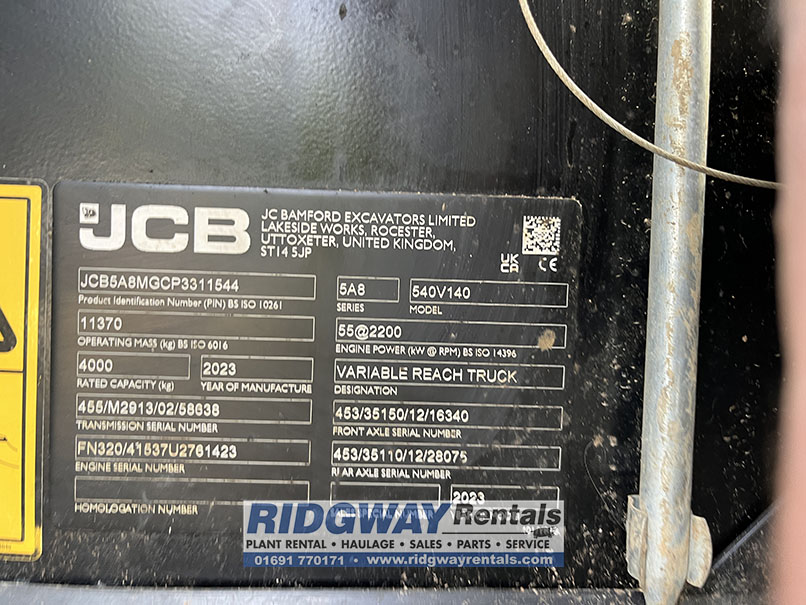 JCB
JC BAMFORD EXCAVATORS LIMITED
LAKESIDE WORKS, ROCESTER,
UTTOXETER, UNITED KINGDOM,
ST14 5JP
UK
CA
CE
JCB5A8MGCP3311544
Product Identification Number (PIN) BS ISO 10261
5A8
SERIES
540V140
MODEL
11370
OPERATING MASS (kg) BS ISO 6016
55@2200
ENGINE POWER (kW @ RPM) BS ISO 14396
4000
RATED CAPACITY (kg)
2023
YEAR OF MANUFACTURE
VARIABLE REACH TRUCK
DESIGNATION
455/M2913/02/58638
TRANSMISSION SERIAL NUMBER
453/35150/12/16340
FRONT AXLE SERIAL NUMBER
FN320/41537U2761423
ENGINE SERIAL NUMBER
453/35110/12/28075
REAR AXLE SERIAL NUMBER
HOMOLOGATION NUMBER
2023
RIDGWAY Rentals
PLANT RENTAL • HAULAGE • SALES • PARTS • SERVICE
01691 770171 • www.ridgwayrentals.com